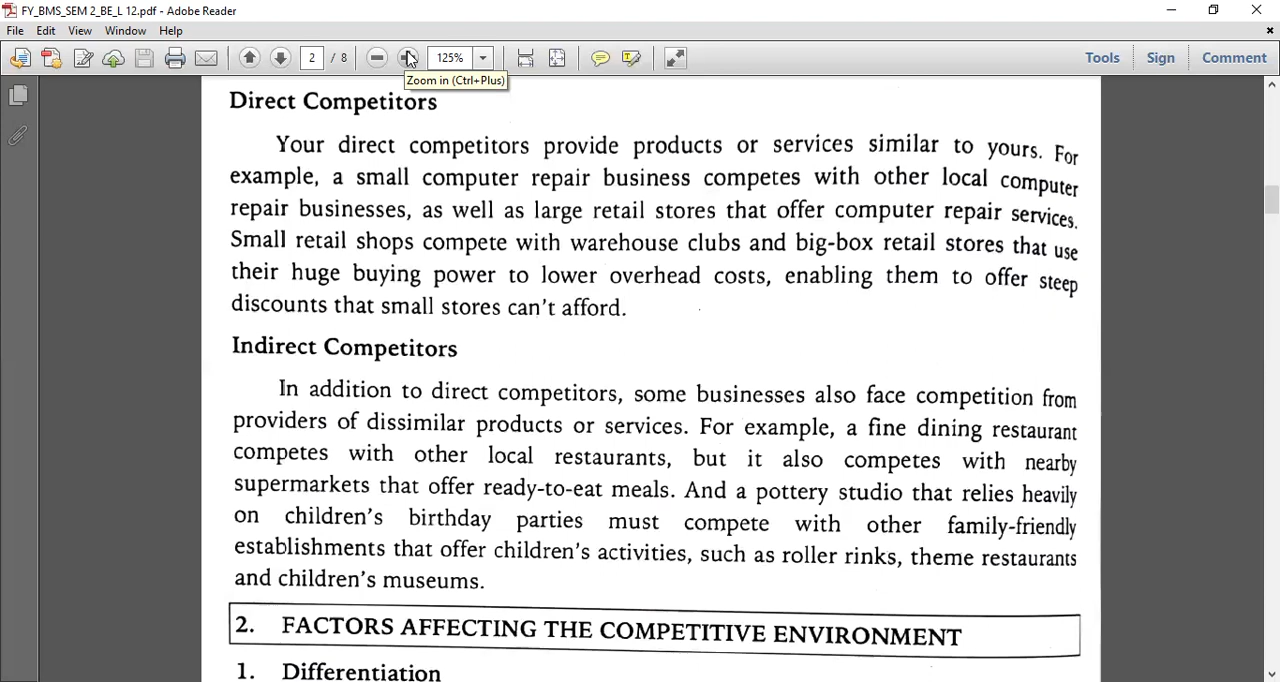 FY_BMS_SEM 2_BE_L 12.pdf - Adobe Reader
File Edit View Window Help
2 / 8 125% Tools Sign Comment
Zoom in (Ctrl+Plus)
Direct Competitors
Your direct competitors provide products or services similar to yours. For
example, a small computer repair business competes with other local computer
repair businesses, as well as large retail stores that offer computer repair services.
Small retail shops compete with warehouse clubs and big-box retail stores that use
their huge buying power to lower overhead costs, enabling them to offer steep
discounts that small stores can't afford.
Indirect Competitors
In addition to direct competitors, some businesses also face competition from
providers of dissimilar products or services. For example, a fine dining restaurant
competes with other local restaurants, but it also competes with nearby
supermarkets that offer ready-to-eat meals. And a pottery studio that relies heavily
on children's birthday parties must compete with other family-friendly
establishments that offer children's activities, such as roller rinks, theme restaurants
and children's museums.
2. FACTORS AFFECTING THE COMPETITIVE ENVIRONMENT
1. Differentiation